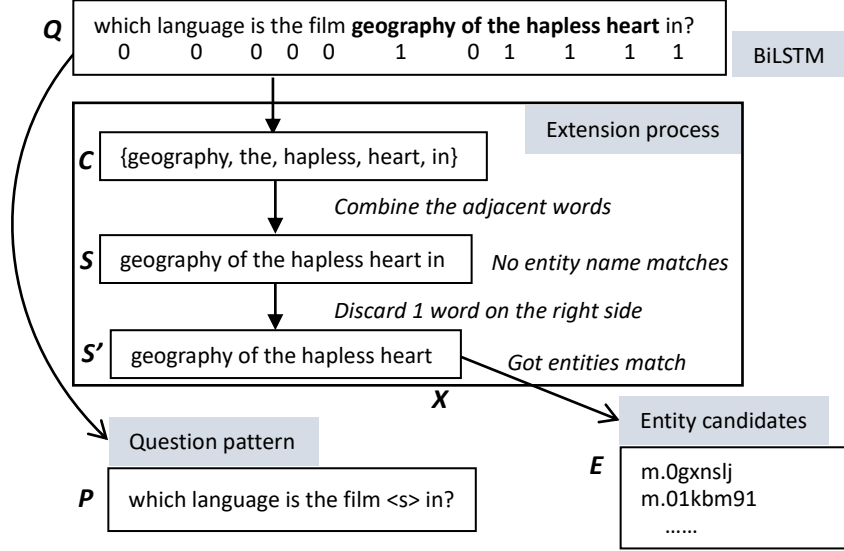 Q
which language is the film geography of the hapless heart in?
0 0 0 0 0 1 0 1 1 1 1
BiLSTM
Extension process
C
{geography, the, hapless, heart, in}
Combine the adjacent words
S
geography of the hapless heart in
No entity name matches
Discard 1 word on the right side
S’
geography of the hapless heart
Got entities match
X
Entity candidates
Question pattern
E
m.0gxnslj
m.01kbm91
......
P
which language is the film <s> in?